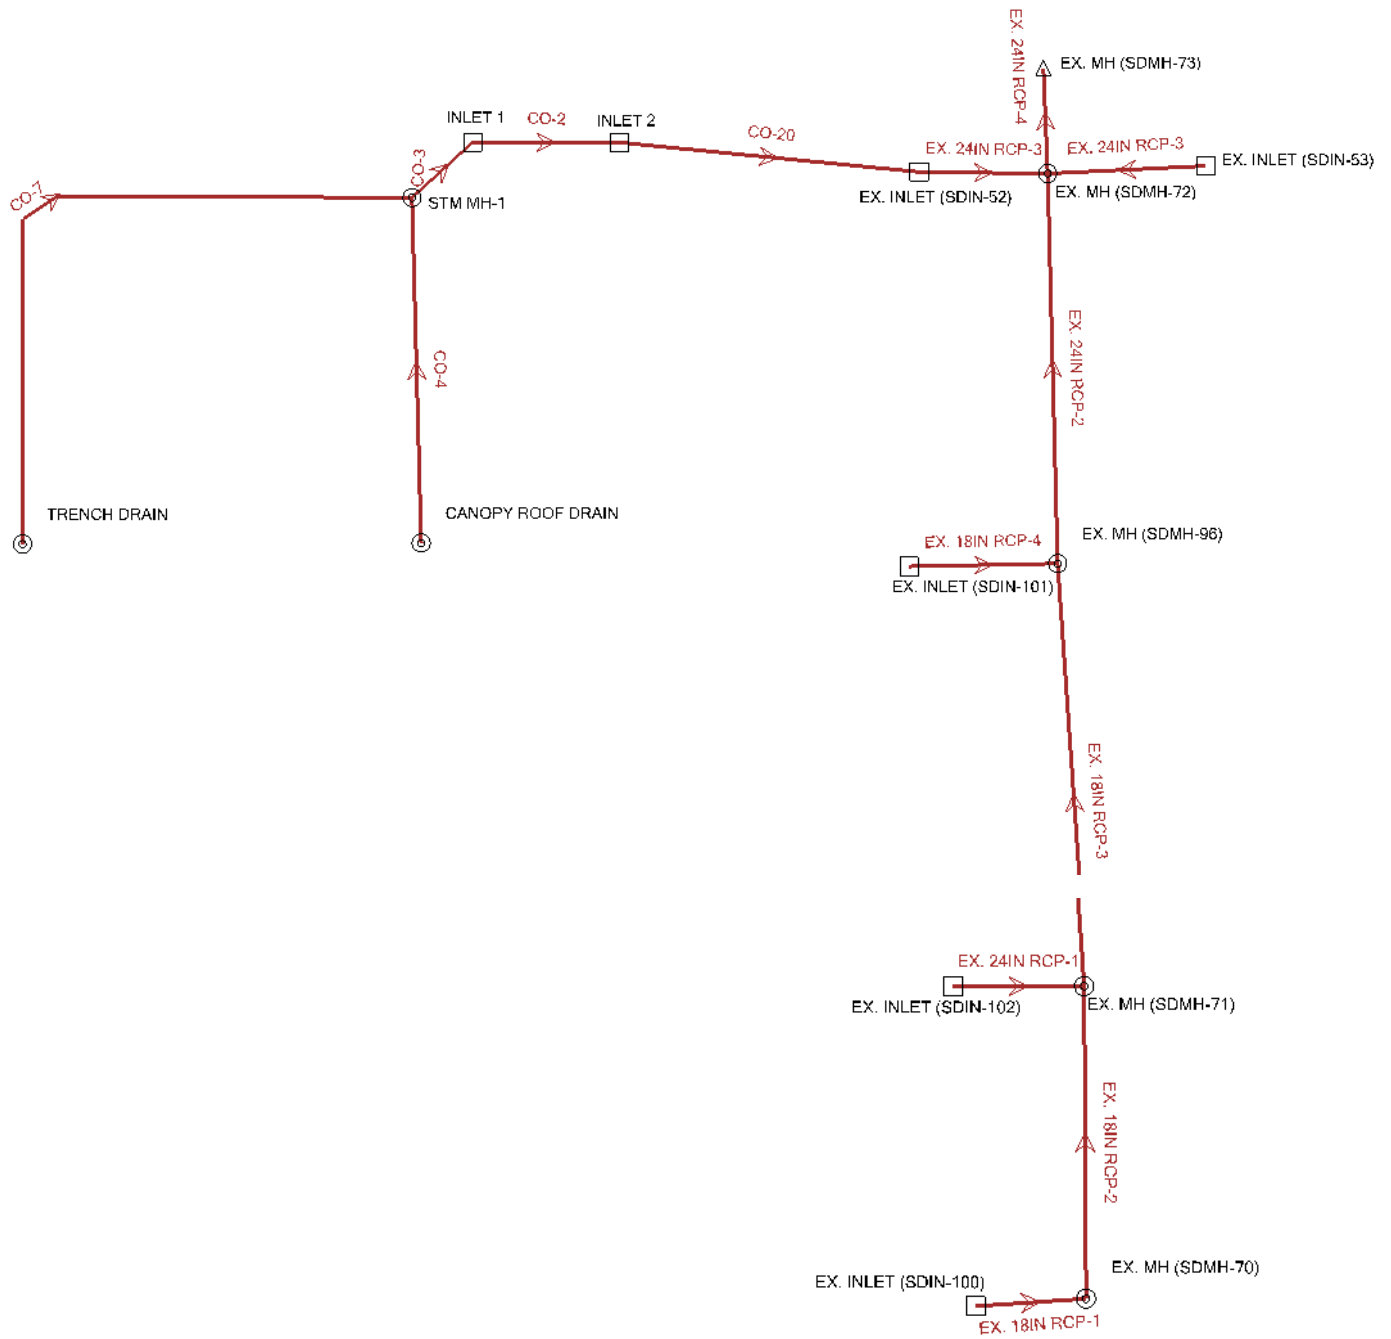 EX. 24IN RCP-4
EX. MH (SDMH-73)
INLET 1
CO-2
INLET 2
CO-20
EX. 24IN RCP-3
EX. 24IN RCP-3
EX. INLET (SDIN-53)
CO-3
CO-7
STM MH-1
EX. INLET (SDIN-52)
EX. MH (SDMH-72)
EX. 24IN RCP-2
CO-4
TRENCH DRAIN
CANOPY ROOF DRAIN
EX. 18IN RCP-4
EX. MH (SDMH-96)
EX. INLET (SDIN-101)
EX. 18IN RCP-3
EX. 24IN RCP-1
EX. INLET (SDIN-102)
EX. MH (SDMH-71)
EX. 18IN RCP-2
EX. MH (SDMH-70)
EX. INLET (SDIN-100)
EX. 18IN RCP-1